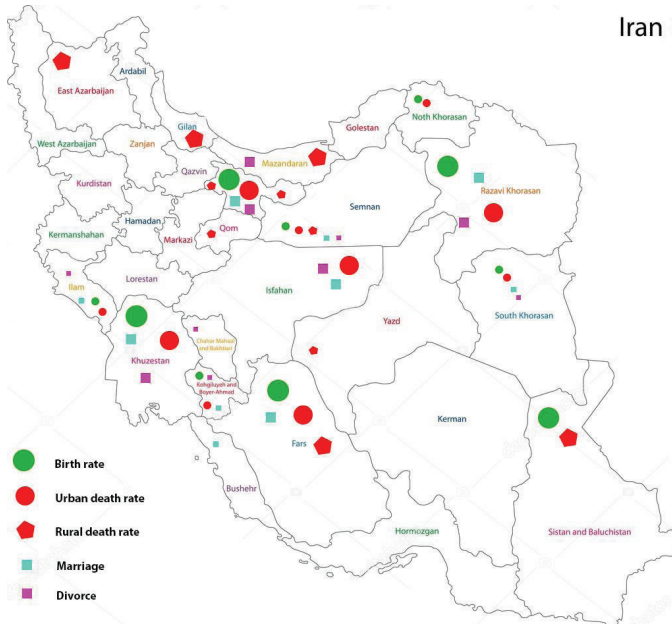 Iran
Ardabil
East Azarbaijan
Noth Khorasan
Gilan
Golestan
West Azarbaijan
Zanjan
Mazandaran
Qazvin
Razavi Khorasan
Kurdistan
Semnan
Hamadan
Qom
Kermanshahan
Markazi
Lorestan
Ilam
Isfahan
South Khorasan
Yazd
Chahar Mahaal
and Bakhtiari
Khuzestan
Kohgiluyeh and
Boyer-Ahmad
Kerman
Fars
Birth rate
Bushehr
Urban death rate
Rural death rate
Hormozgan
Sistan and Baluchistan
Marriage
Divorce